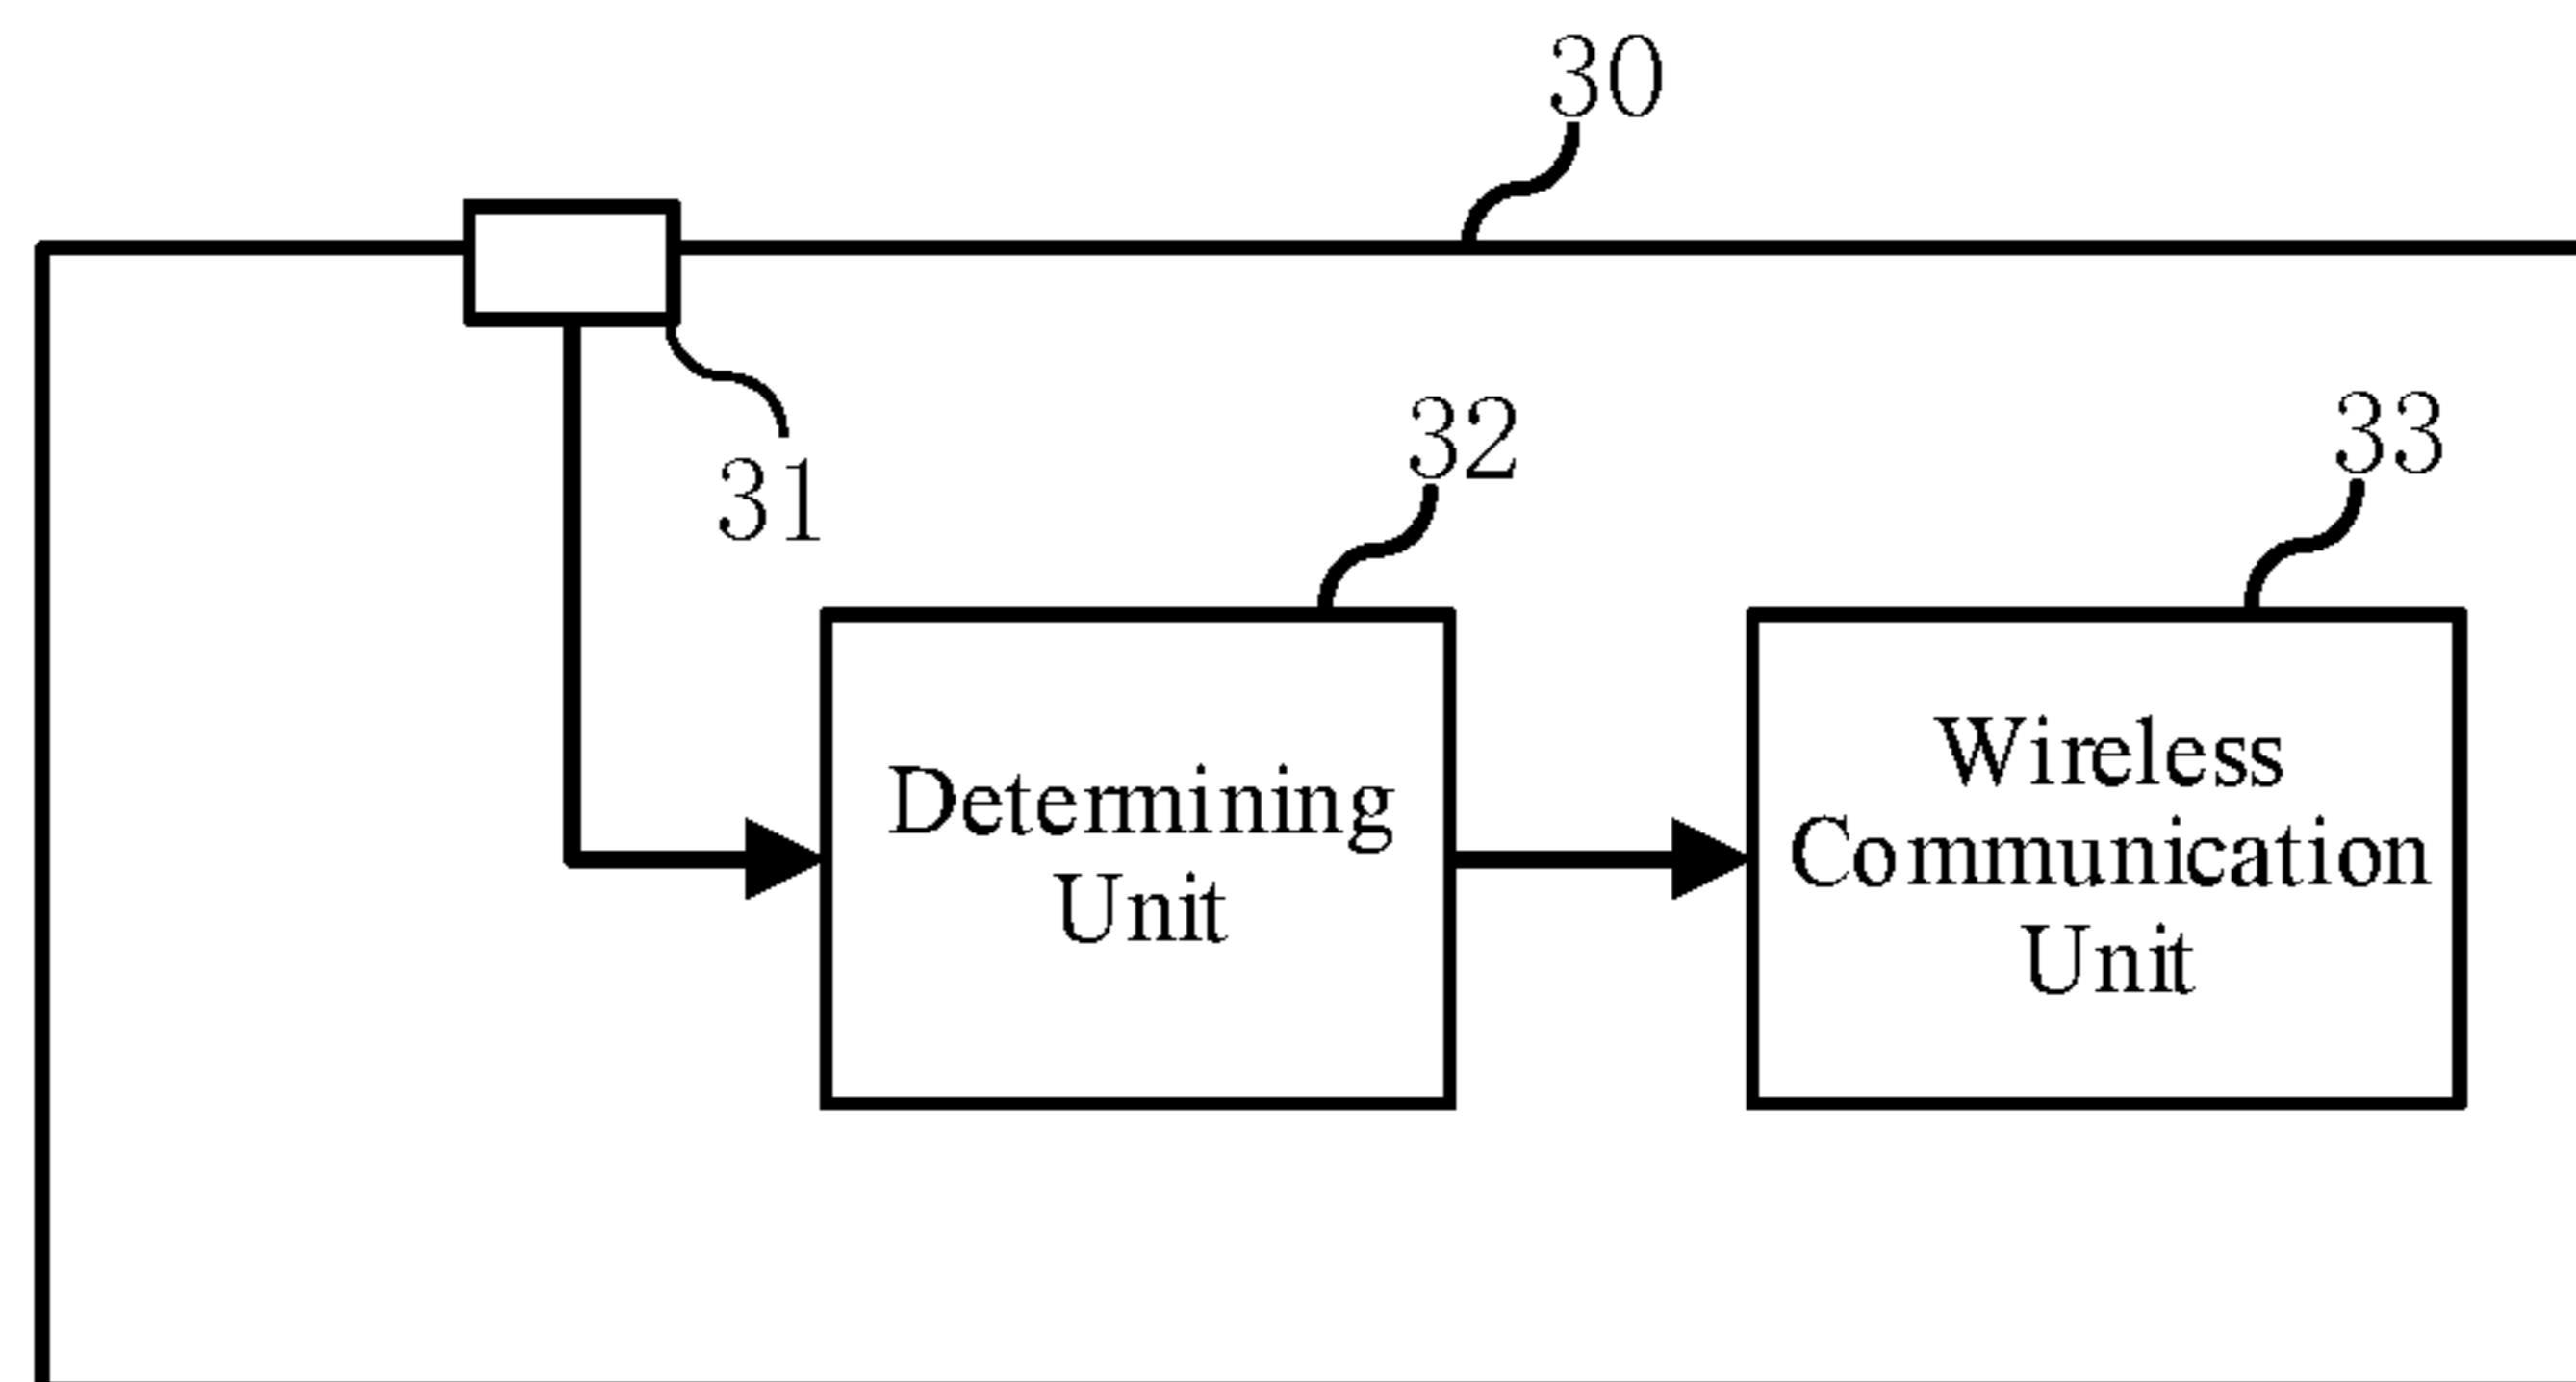 30
31
32
33
Determining
Unit
Wireless
Communication
Unit